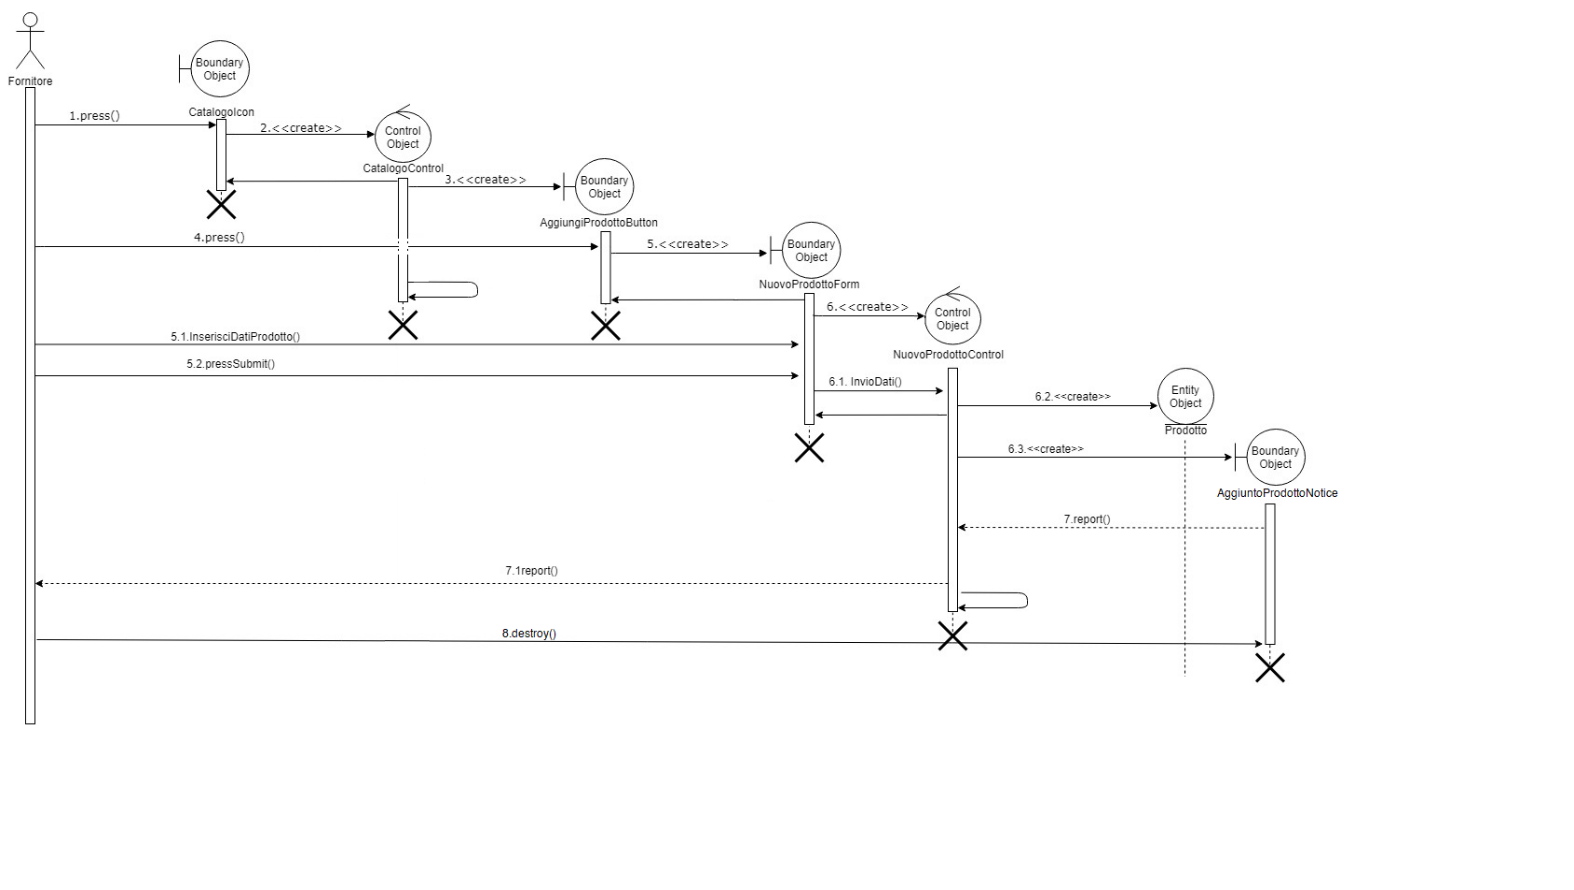 Fornitore
Boundary
Object
CatalogoIcon
1.press()
2.<<create>>
Control
Object
CatalogoControl
3.<<create>>
Boundary
Object
AggiungiProdottoButton
4.press()
5.<<create>>
Boundary
Object
NuovoProdottoForm
6.<<create>>
Control
Object
NuovoProdottoControl
5.1.InserisciDatiProdotto()
5.2.pressSubmit()
6.1. InvioDati()
6.2.<<create>>
Entity
Object
Prodotto
6.3.<<create>>
Boundary
Object
AggiuntoProdottoNotice
7.report()
7.1report()
8.destroy()